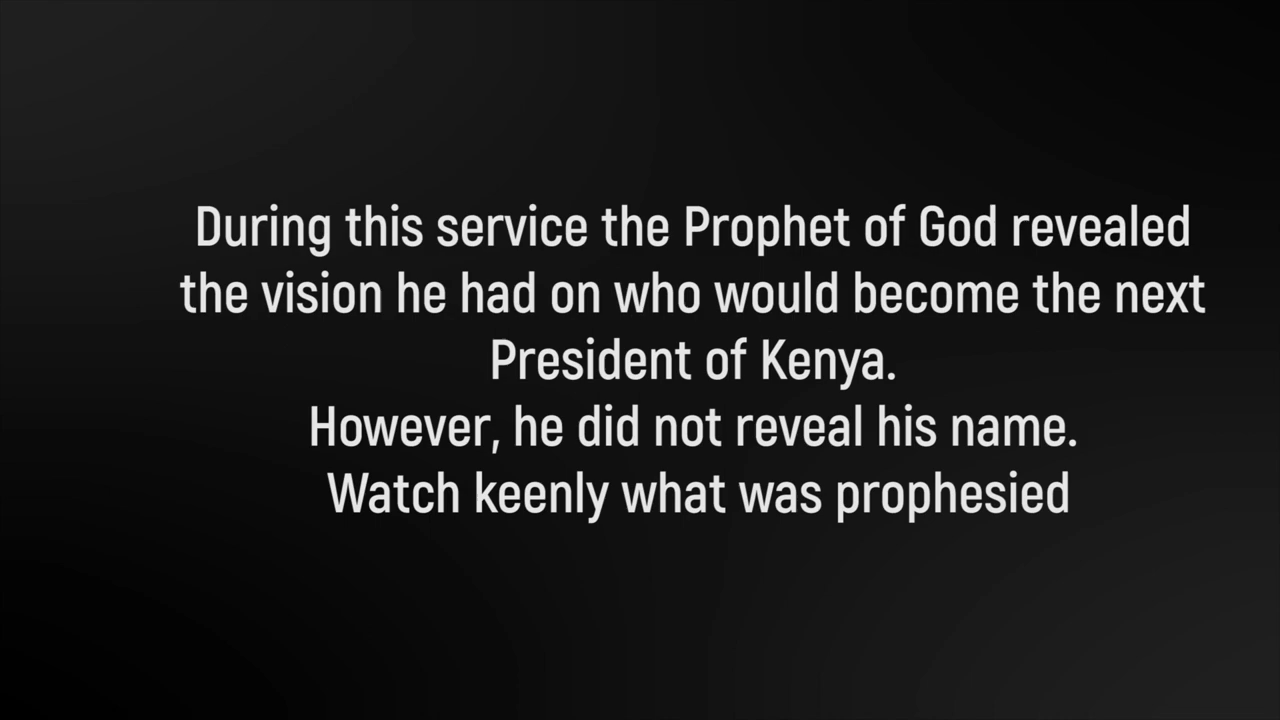 During this service the Prophet of God revealed
the vision he had on who would become the next
President of Kenya.
However, he did not reveal his name.
Watch keenly what was prophesied